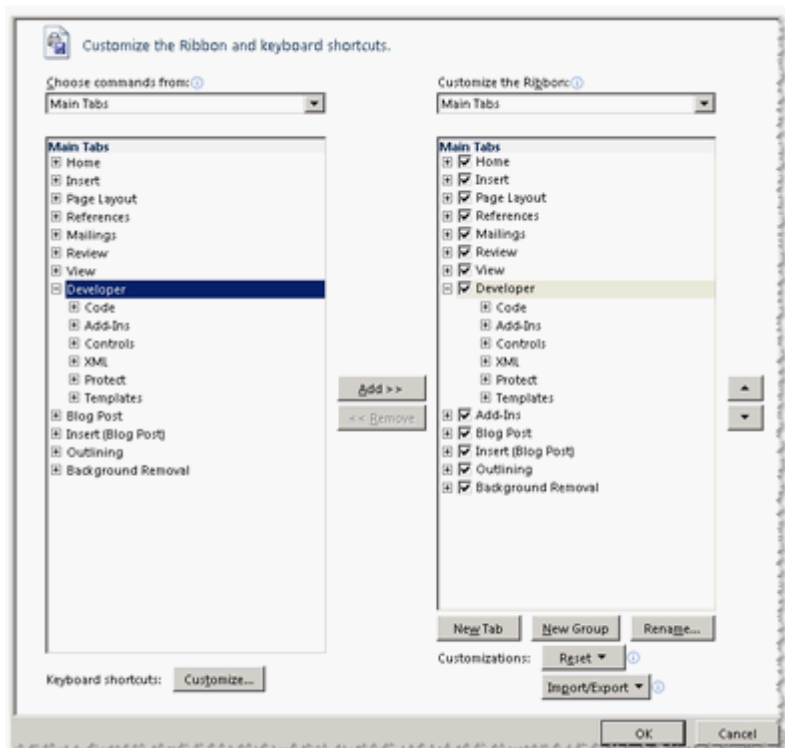 Customize the Ribbon and keyboard shortcuts.
Choose commands from:
Main Tabs
Main Tabs
Home
Insert
Page Layout
References
Mailings
Review
View
Developer
Code
Add-Ins
Controls
XML
Protect
Templates
Blog Post
Insert (Blog Post)
Outlining
Background Removal
Keyboard shortcuts: Customize...
Add >>
<< Remove
Customize the Ribbon:
Main Tabs
Main Tabs
Home
Insert
Page Layout
References
Mailings
Review
View
Developer
Code
Add-Ins
Controls
XML
Protect
Templates
Add-Ins
Blog Post
Insert (Blog Post)
Outlining
Background Removal
New Tab New Group Rename...
Customizations: Reset
Import/Export
OK Cancel